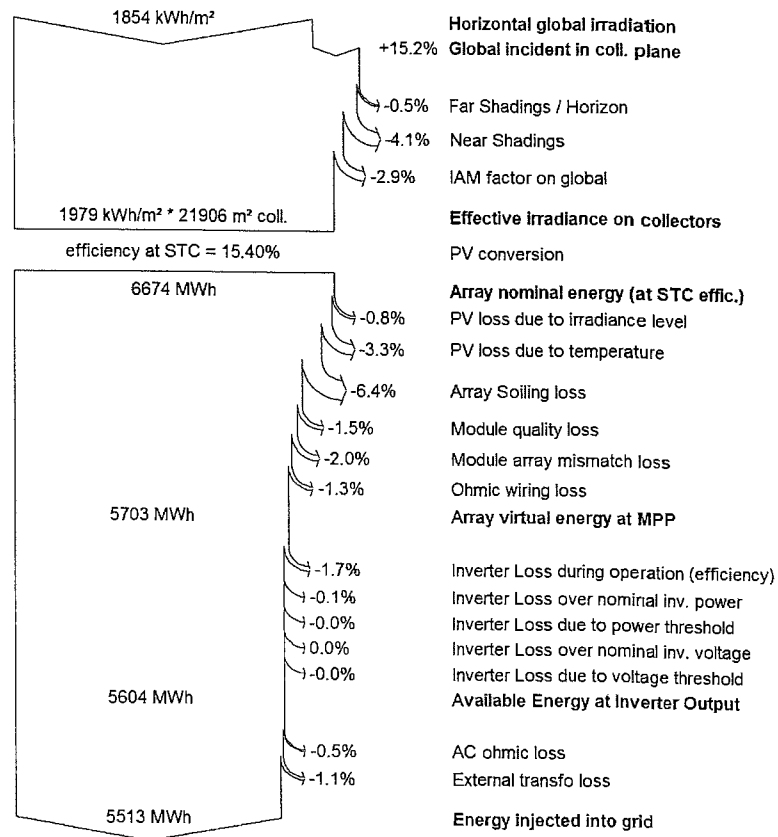 1854 kWh/m²
Horizontal global irradiation
+15.2% Global incident in coll. plane
-0.5% Far Shadings / Horizon
-4.1% Near Shadings
-2.9% IAM factor on global
1979 kWh/m² * 21906 m² coll. Effective irradiance on collectors
efficiency at STC = 15.40% PV conversion
6674 MWh Array nominal energy (at STC effic.)
-0.8% PV loss due to irradiance level
-3.3% PV loss due to temperature
-6.4% Array Soiling loss
-1.5% Module quality loss
-2.0% Module array mismatch loss
-1.3% Ohmic wiring loss
5703 MWh Array virtual energy at MPP
-1.7% Inverter Loss during operation (efficiency)
-0.1% Inverter Loss over nominal inv. power
-0.0% Inverter Loss due to power threshold
0.0% Inverter Loss over nominal inv. voltage
-0.0% Inverter Loss due to voltage threshold
5604 MWh Available Energy at Inverter Output
-0.5% AC ohmic loss
-1.1% External transfo loss
5513 MWh Energy injected into grid